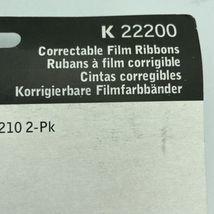 K 22200
Correctable Film Ribbons
Rubans à film corrigible
Cintas corregibles
Korrigierbare Filmfarbbänder
210 2-Pk